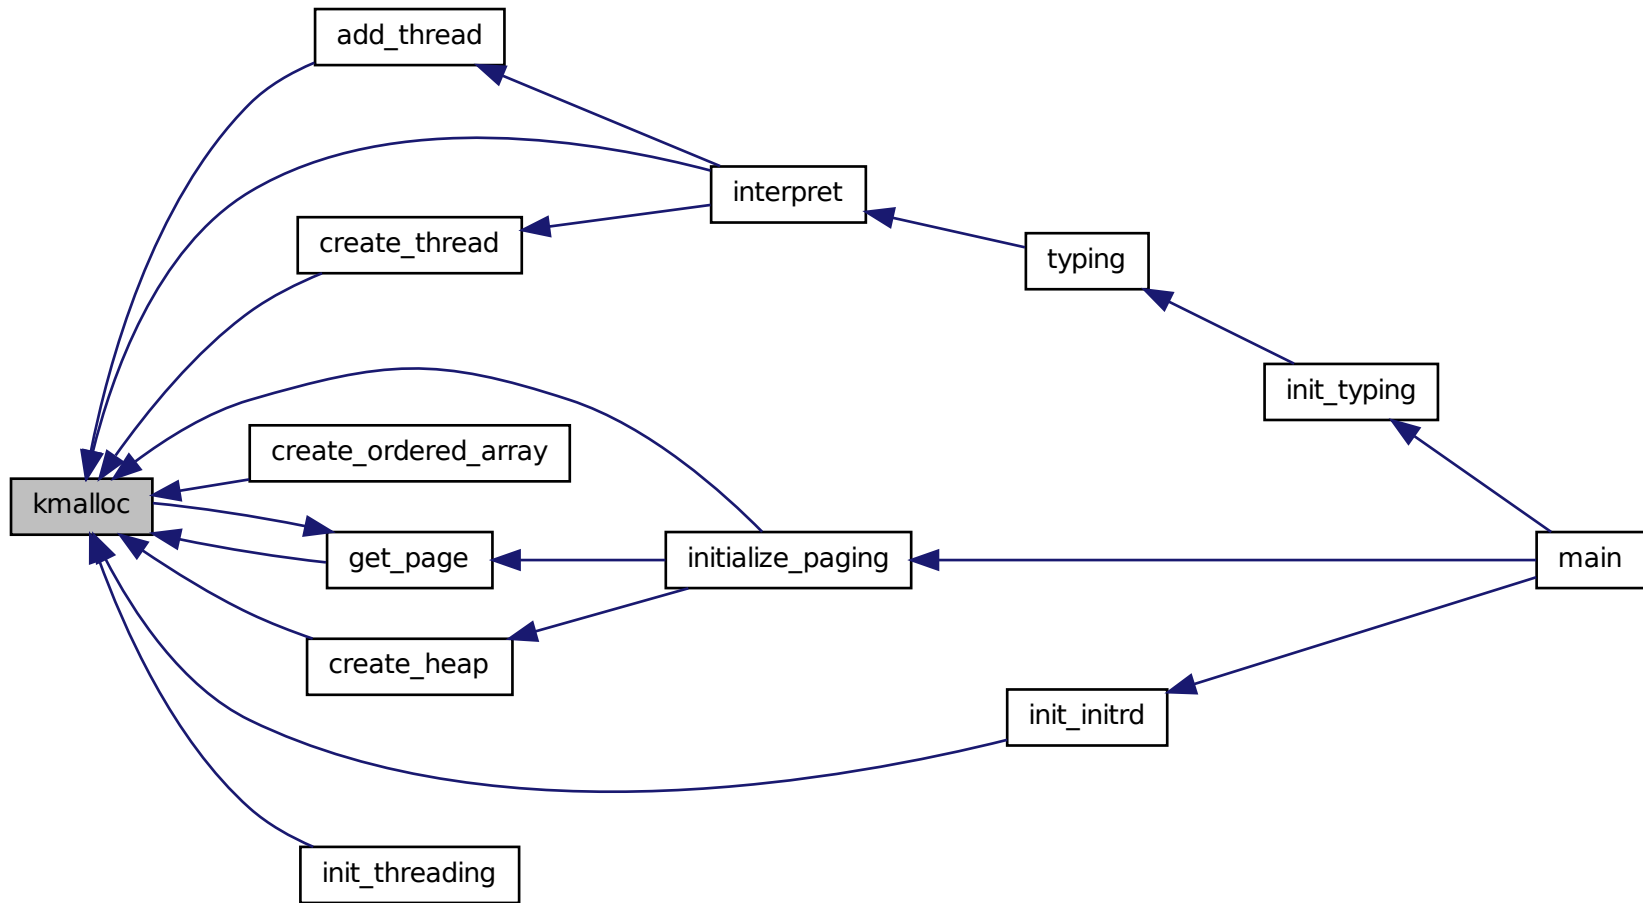 add_thread
interpret
create_thread
typing
init_typing
create_ordered_array
kmalloc
get_page
initialize_paging
main
create_heap
init_initrd
init_threading